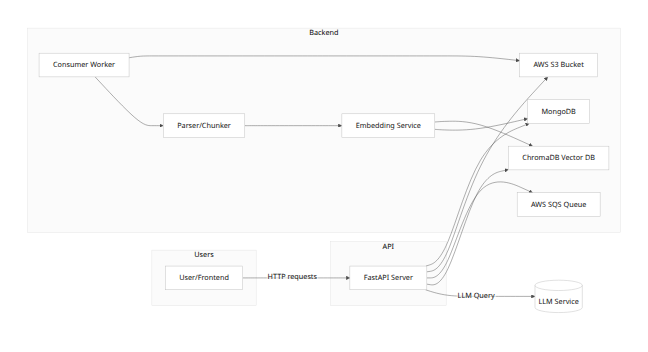 Backend
Consumer Worker
AWS S3 Bucket
MongoDB
Parser/Chunker
Embedding Service
ChromaDB Vector DB
AWS SQS Queue
Users
API
User/Frontend
HTTP requests
FastAPI Server
LLM Query
LLM Service